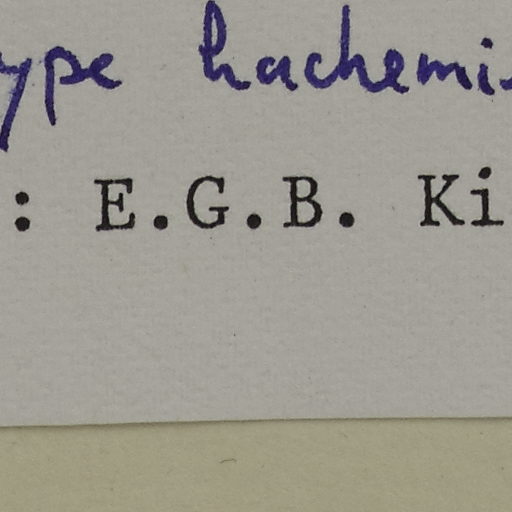 ype hachemi
: E.G.B. Ki